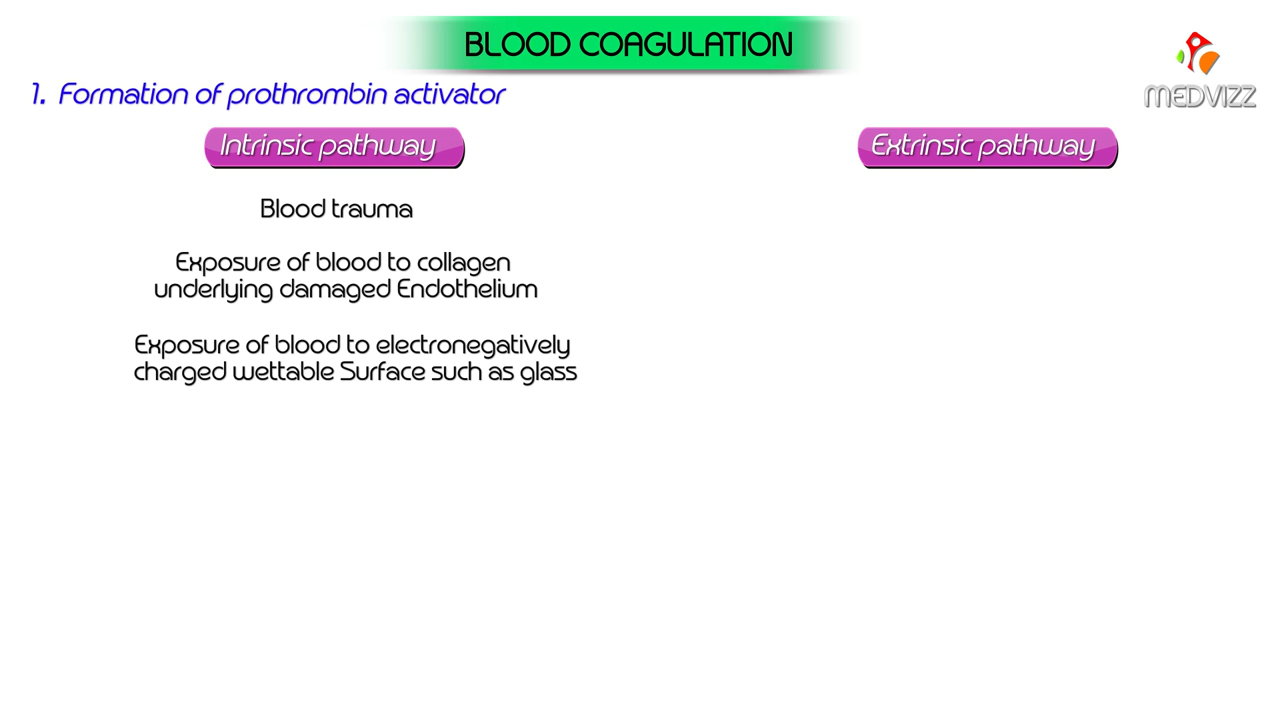 BLOOD COAGULATION
MEDVIZZ
1. Formation of prothrombin activator
Intrinsic pathway
Extrinsic pathway
Blood trauma
Exposure of blood to collagen
underlying damaged Endothelium
Exposure of blood to electronegatively
charged wettable Surface such as glass